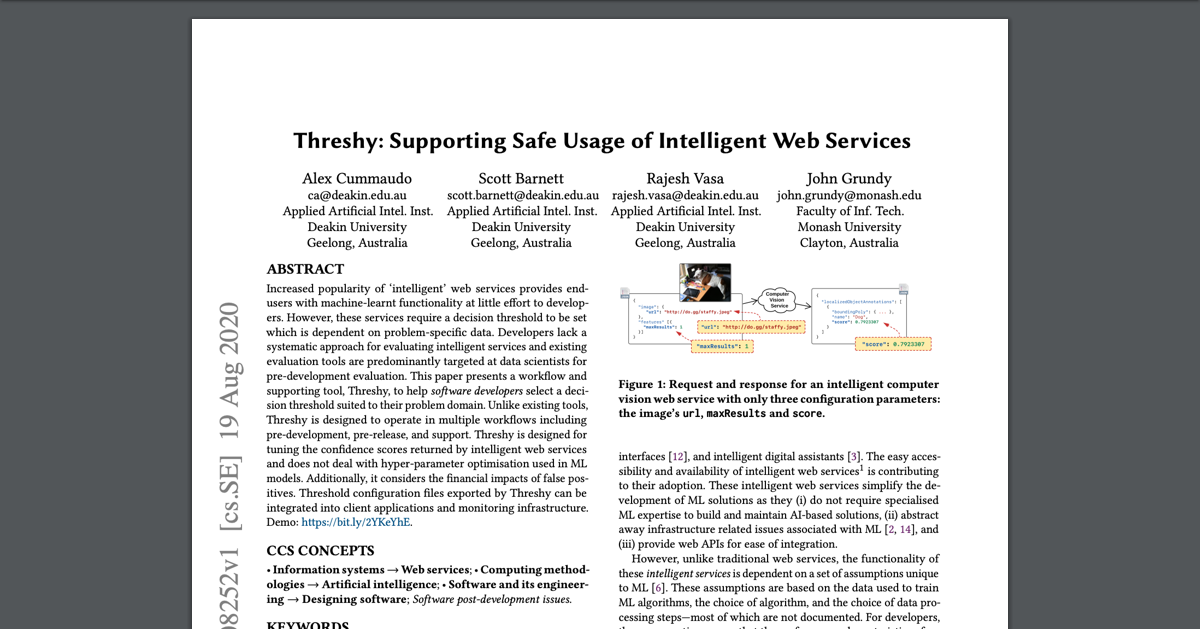 Threshy: Supporting Safe Usage of Intelligent Web Services
Alex Cummaudo
ca@deakin.edu.au
Applied Artificial Intel. Inst.
Deakin University
Geelong, Australia
Scott Barnett
scott.barnett@deakin.edu.au
Applied Artificial Intel. Inst.
Deakin University
Geelong, Australia
Rajesh Vasa
rajesh.vasa@deakin.edu.au
Applied Artificial Intel. Inst.
Deakin University
Geelong, Australia
John Grundy
john.grundy@monash.edu
Faculty of Inf. Tech.
Monash University
Clayton, Australia
08252v1 [cs.SE] 19 Aug 2020
ABSTRACT
Increased popularity of ‘intelligent’ web services provides end-
users with machine-learnt functionality at little effort to develop-
ers. However, these services require a decision threshold to be set
which is dependent on problem-specific data. Developers lack a
systematic approach for evaluating intelligent services and existing
evaluation tools are predominantly targeted at data scientists for
pre-development evaluation. This paper presents a workflow and
supporting tool, Threshy, to help software developers select a deci-
sion threshold suited to their problem domain. Unlike existing tools,
Threshy is designed to operate in multiple workflows including
pre-development, pre-release, and support. Threshy is designed for
tuning the confidence scores returned by intelligent web services
and does not deal with hyper-parameter optimisation used in ML
models. Additionally, it considers the financial impacts of false pos-
itives. Threshold configuration files exported by Threshy can be
integrated into client applications and monitoring infrastructure.
Demo: https://bit.ly/2YKeYhE.
CCS CONCEPTS
• Information systems → Web services; • Computing method-
ologies → Artificial intelligence; • Software and its engineer-
ing → Designing software; Software post-development issues.
KEYWORDS
{
"image": {
"url": "http://do.gg/staffy.jpeg"
},
"features": [{
"maxResults": 1
}]
}
"url": "http://do.gg/staffy.jpeg"
"maxResults": 1
Computer
Vision
Service
{
"localizedObjectAnnotations": [
{
"boundingPoly": { ... },
"name": "Dog",
"score": 0.7923307
}
]
}
"score": 0.7923307
Figure 1: Request and response for an intelligent computer
vision web service with only three configuration parameters:
the image’s url, maxResults and score.
interfaces [12], and intelligent digital assistants [3]. The easy acces-
sibility and availability of intelligent web services1 is contributing
to their adoption. These intelligent web services simplify the de-
velopment of ML solutions as they (i) do not require specialised
ML expertise to build and maintain AI-based solutions, (ii) abstract
away infrastructure related issues associated with ML [2, 14], and
(iii) provide web APIs for ease of integration.
However, unlike traditional web services, the functionality of
these intelligent services is dependent on a set of assumptions unique
to ML [6]. These assumptions are based on the data used to train
ML algorithms, the choice of algorithm, and the choice of data pro-
cessing steps—most of which are not documented. For developers,